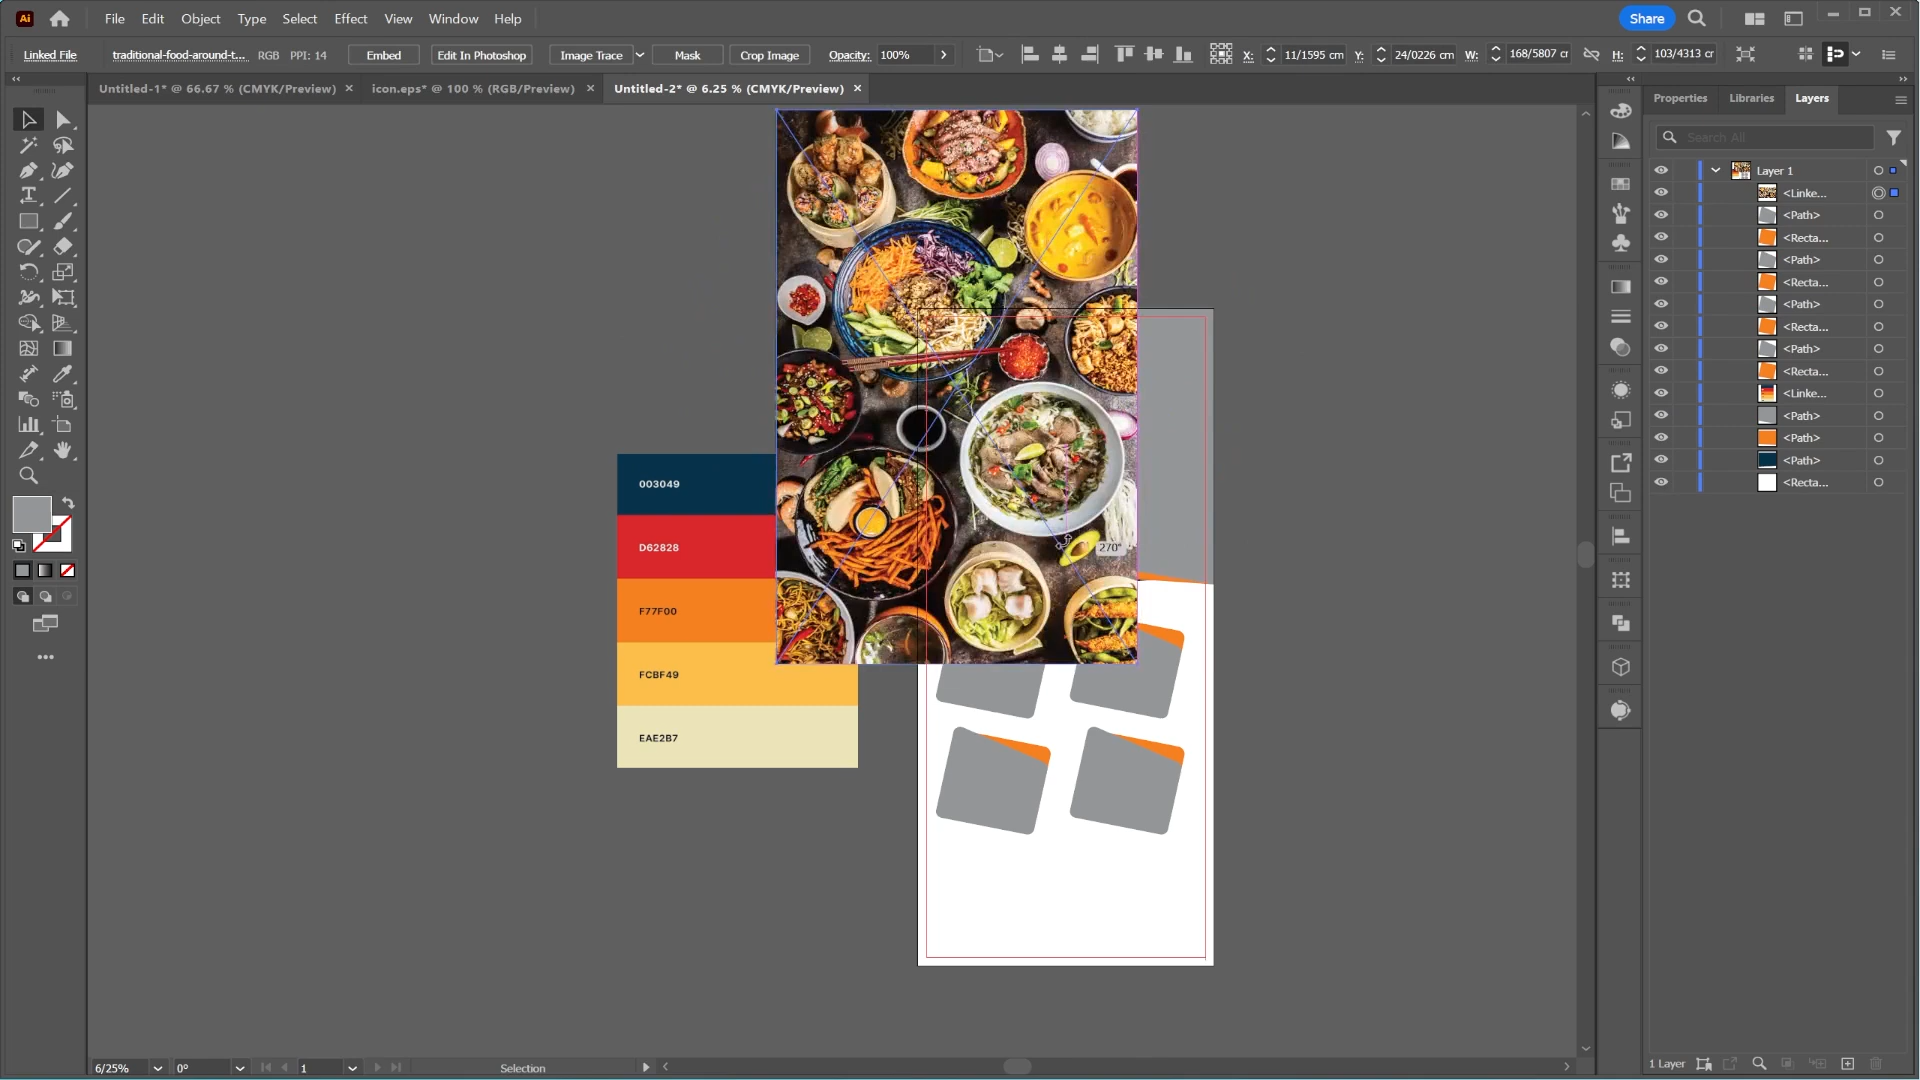 Ai File Edit Object Type Select Effect View Window Help Share
Linked File traditional-food-around-t... RGB PPI: 14 Embed Edit In Photoshop Image Trace Mask Crop Image Opacity: 100% X: 11/1595 cm Y: 24/0226 cm W: 168/5807 cr H: 103/4313 cr
Untitled-1* @ 66.67 % (CMYK/Preview) × icon.eps* @ 100 % (RGB/Preview) × Untitled-2* @ 6.25 % (CMYK/Preview) ×
Properties Libraries Layers
Search All
Layer 1
<Linke...
<Path>
<Recta...
<Path>
<Recta...
<Path>
<Recta...
<Path>
<Recta...
<Linke...
<Path>
<Path>
<Path>
<Recta...
003049
D62828
270°
F77F00
FCBF49
EAE2B7
6/25% 0° 1 Selection
1 Layer